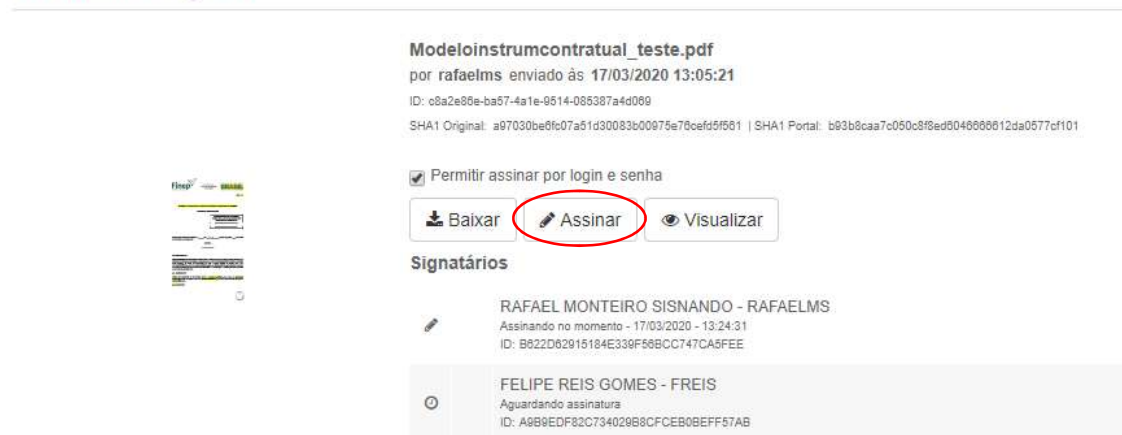 Modeloinstrumcontratual_teste.pdf
por rafaelms enviado às 17/03/2020 13:05:21
ID: c8a2e86e-ba57-4a1e-9514-085387a4d069
SHA1 Original: a97030be6fc07a51d30083b00975e76cefd5f561 | SHA1 Portal: b93b8caa7c050c8f8ed6046666612da0577cf101
Permitir assinar por login e senha
Baixar Assinar Visualizar
Signatários
RAFAEL MONTEIRO SISNANDO - RAFAELMS
Assinando no momento - 17/03/2020 - 13:24:31
ID: B622D62915184E339F56BCC747CA5FEE
FELIPE REIS GOMES - FREIS
Aguardando assinatura
ID: A9B9EDF82C734029B8CFCEB0BEFF57AB
Finep